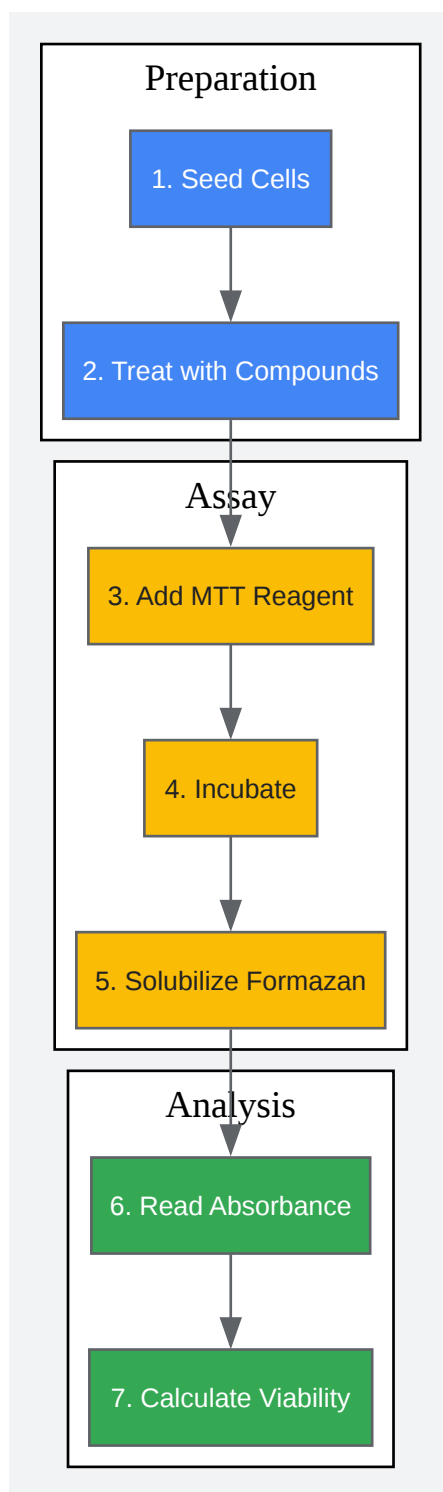 Preparation
1. Seed Cells
2. Treat with Compounds
Assay
3. Add MTT Reagent
4. Incubate
5. Solubilize Formazan
Analysis
6. Read Absorbance
7. Calculate Viability